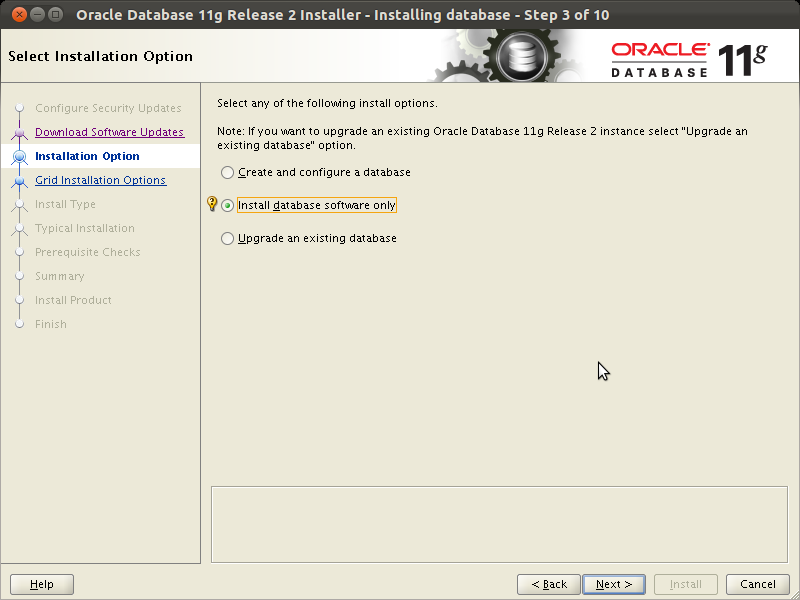 Oracle Database 11g Release 2 Installer - Installing database - Step 3 of 10
Select Installation Option
ORACLE
DATABASE 11g
Configure Security Updates
Download Software Updates
Installation Option
Grid Installation Options
Install Type
Typical Installation
Prerequisite Checks
Summary
Install Product
Finish
Select any of the following install options.
Note: If you want to upgrade an existing Oracle Database 11g Release 2 instance select "Upgrade an
existing database" option.
Create and configure a database
Install database software only
Upgrade an existing database
Help
< Back
Next >
Install
Cancel